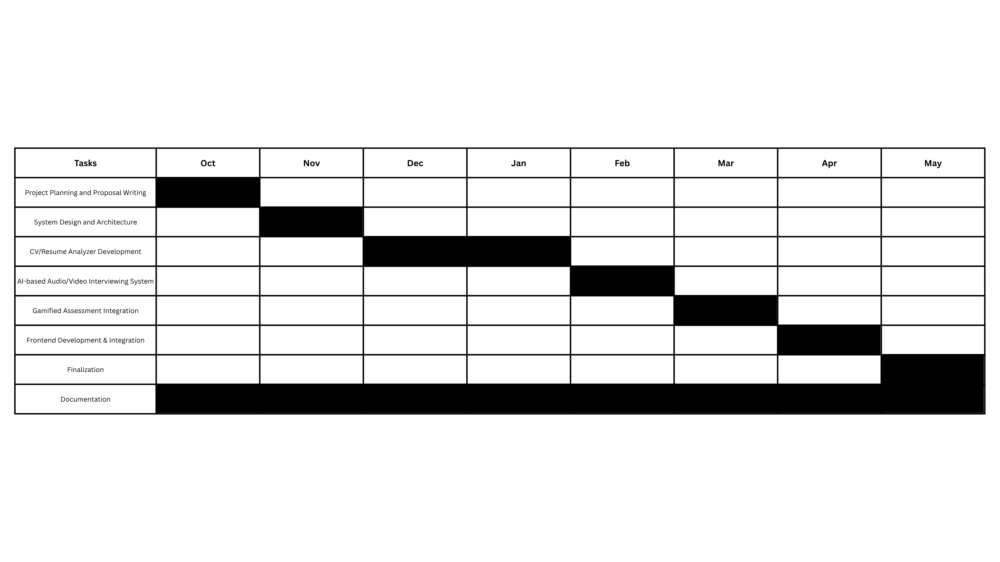 Tasks Oct Nov Dec Jan Feb Mar Apr May
Project Planning and Proposal Writing
System Design and Architecture
CV/Resume Analyzer Development
AI-based Audio/Video Interviewing System
Gamified Assessment Integration
Frontend Development & Integration
Finalization
Documentation